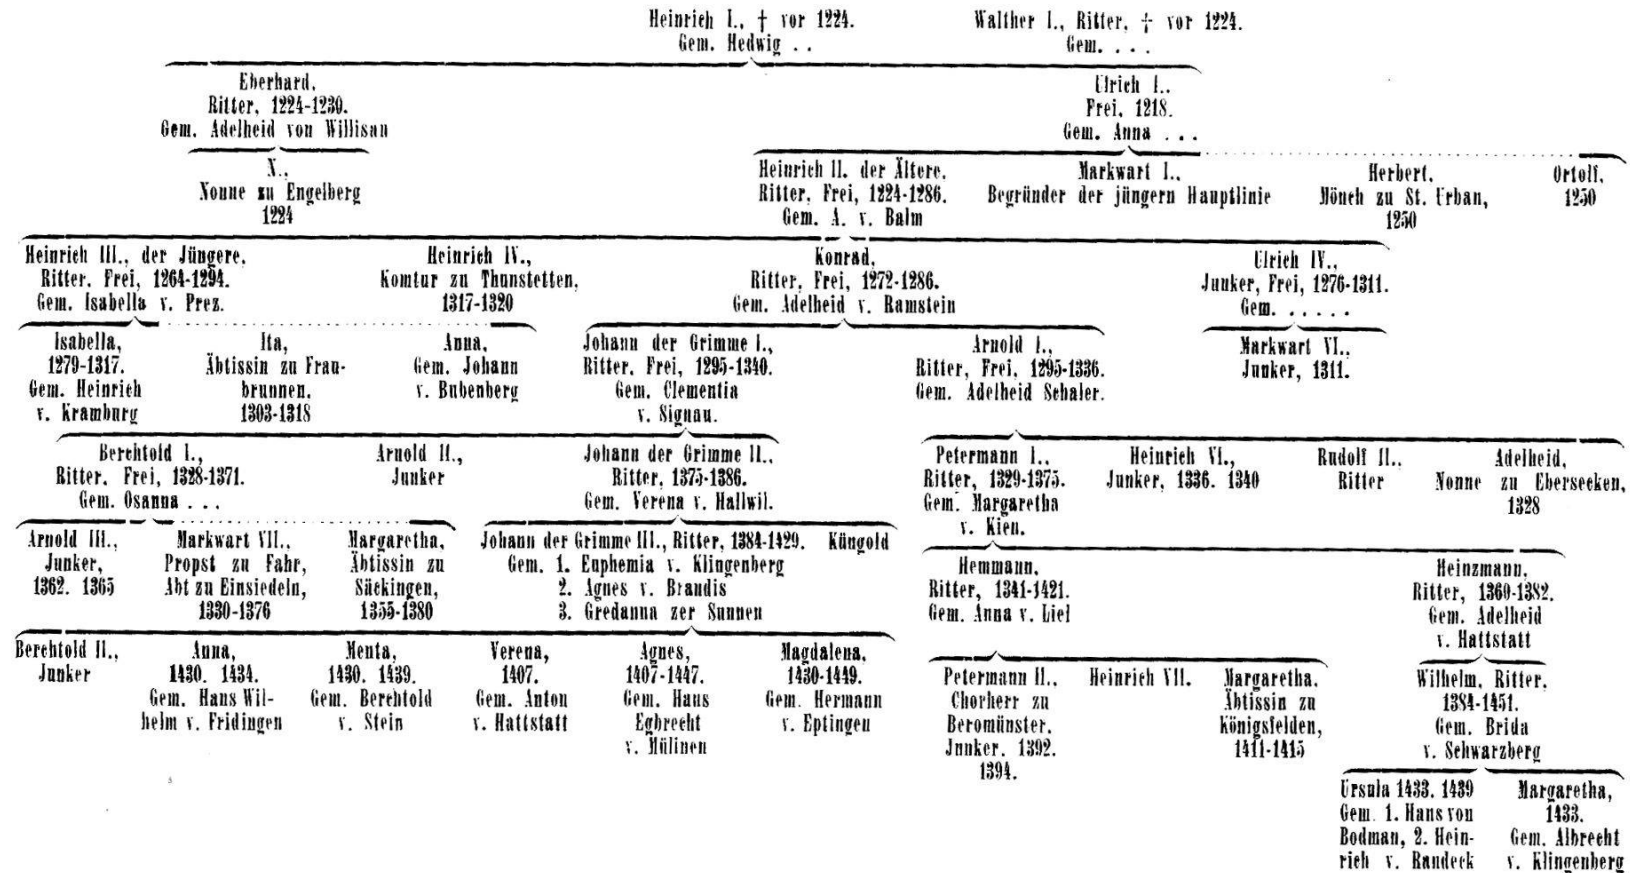 Heinrich I., † vor 1224.
Gem. Hedwig . .
Walther I., Ritter, † vor 1224.
Gem. . . . .
Eberhard,
Ritter, 1224-1230.
Gem. Adelheid von Willisau
Ulrich I..
Frei, 1218.
Gem. Anna . . .
N.,
Nonne zu Engelberg
1224
Heinrich II. der Ältere,
Ritter, Frei, 1224-1286.
Gem. A. v. Balm
Markwart I..
Begründer der jüngern Hauptlinie
Herbert,
Mönch zu St. Urban,
1250
Ortolf,
1250
Heinrich III., der Jüngere,
Ritter, Frei, 1264-1294.
Gem. Isabella v. Prez.
Heinrich IV.,
Komtur zu Thunstetten,
1317-1320
Konrad,
Ritter, Frei, 1272-1286.
Gem. Adelheid v. Ramstein
Ulrich IV.,
Junker, Frei, 1276-1311.
Gem. . . . . .
Isabella,
1279-1317.
Gem. Heinrich
v. Kramburg
Ita,
Äbtissin zu Frau-
brunnen.
1303-1318
Anna,
Gem. Johann
v. Bubenberg
Johann der Grimme I.,
Ritter, Frei, 1295-1340.
Gem. Clementia
v. Signau.
Arnold I.,
Ritter, Frei, 1295-1336.
Gem. Adelheid Schaler.
Markwart VI.,
Junker, 1311.
Berchtold I.,
Ritter, Frei, 1328-1371.
Gem. Osanna . . .
Arnold II.,
Junker
Johann der Grimme II.,
Ritter, 1375-1386.
Gem. Verena v. Hallwil.
Petermann I.,
Ritter, 1329-1375.
Gem. Margaretha
v. Kien.
Heinrich VI.,
Junker, 1336. 1340
Rudolf II.,
Ritter
Adelheid,
Nonne zu Ebersecken,
1328
Arnold III.,
Junker,
1362. 1365
Markwart VII.,
Propst zu Fahr,
Abt zu Einsiedeln,
1330-1376
Margaretha,
Äbtissin zu
Säckingen,
1355-1380
Johann der Grimme III., Ritter, 1384-1429.
Gem. 1. Euphemia v. Klingenberg
2. Agnes v. Brandis
3. Gredanna zer Sunnen
Küngold
Hemmann,
Ritter, 1341-1421.
Gem. Anna v. Liel
Heinzmann,
Ritter, 1360-1382.
Gem. Adelheid
v. Hattstatt
Berchtold II.,
Junker
Anna,
1430. 1434.
Gem. Hans Wil-
helm v. Fridingen
Menta,
1430. 1439.
Gem. Berchtold
v. Stein
Verena,
1407.
Gem. Anton
v. Hattstatt
Agnes,
1407-1447.
Gem. Hans
Egbrecht
v. Mülinen
Magdalena,
1430-1449.
Gem. Hermann
v. Eptingen
Petermann II.,
Chorherr zu
Beromünster,
Junker. 1392.
1394.
Heinrich VII.
Margaretha,
Äbtissin zu
Königsfelden,
1411-1415
Wilhelm, Ritter,
1384-1451.
Gem. Brida
v. Schwarzberg
Ursula 1433. 1439
Gem. 1. Hans von
Bodman, 2. Hein-
rich v. Randeck
Margaretha,
1433.
Gem. Albrecht
v. Klingenberg